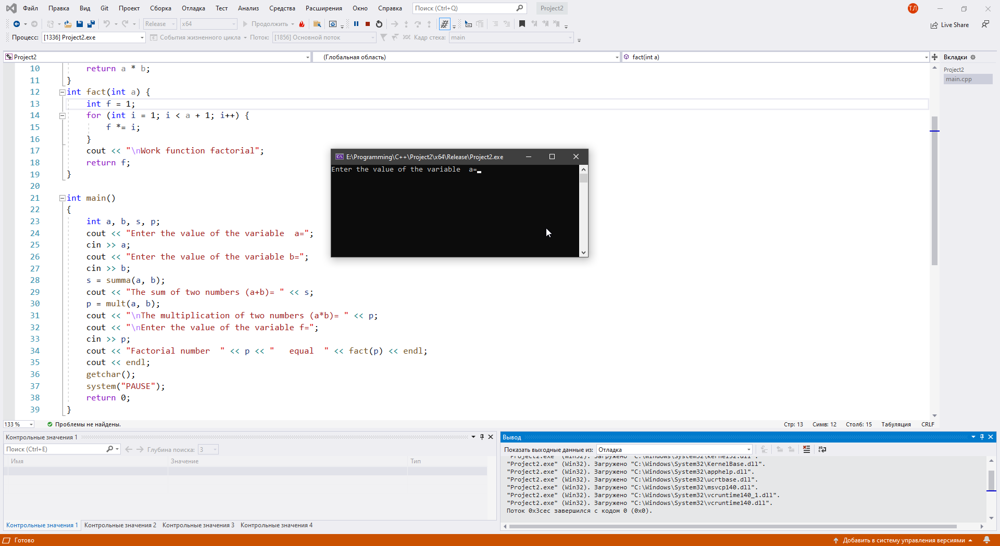 Файл Правка Вид Git Проект Сборка Отладка Тест Анализ Средства Расширения Окно Справка Поиск (Ctrl+Q) Project2 ТЛ
Release x64 Продолжить Live Share
Процесс: [1336] Project2.exe События жизненного цикла Поток: [1856] Основной поток Кадр стека: main
Project2 (Глобальная область) fact(int a) Вкладки
Project2
main.cpp
10 return a * b;
11 }
12 int fact(int a) {
13 int f = 1;
14 for (int i = 1; i < a + 1; i++) {
15 f *= i;
16 }
17 cout << "\nWork function factorial";
18 return f;
19 }
20
21 int main()
22 {
23 int a, b, s, p;
24 cout << "Enter the value of the variable  a=";
25 cin >> a;
26 cout << "Enter the value of the variable b=";
27 cin >> b;
28 s = summa(a, b);
29 cout << "The sum of two numbers (a+b)= " << s;
30 p = mult(a, b);
31 cout << "\nThe multiplication of two numbers (a*b)= " << p;
32 cout << "\nEnter the value of the variable f=";
33 cin >> p;
34 cout << "Factorial number  " << p << "   equal  " << fact(p) << endl;
35 cout << endl;
36 getchar();
37 system("PAUSE");
38 return 0;
39 }
E:\Programming\C++\Project2\x64\Release\Project2.exe
Enter the value of the variable  a=
133 % Проблемы не найдены. Стр: 13 Симв: 12 Столб: 15 Табуляция CRLF
Контрольные значения 1
Поиск (Ctrl+E) Глубина поиска: 3
Имя Значение Тип
Контрольные значения 1 Контрольные значения 2 Контрольные значения 3 Контрольные значения 4
Вывод
Показать выходные данные из: Отладка
"Project2.exe" (Win32). Загружено "C:\Windows\System32\kernel32.dll".
"Project2.exe" (Win32). Загружено "C:\Windows\System32\KernelBase.dll".
"Project2.exe" (Win32). Загружено "C:\Windows\System32\apphelp.dll".
"Project2.exe" (Win32). Загружено "C:\Windows\System32\ucrtbase.dll".
"Project2.exe" (Win32). Загружено "C:\Windows\System32\msvcp140.dll".
"Project2.exe" (Win32). Загружено "C:\Windows\System32\vcruntime140_1.dll".
"Project2.exe" (Win32). Загружено "C:\Windows\System32\vcruntime140.dll".
Поток 0x3cec завершился с кодом 0 (0x0).
Готово Добавить в систему управления версиями